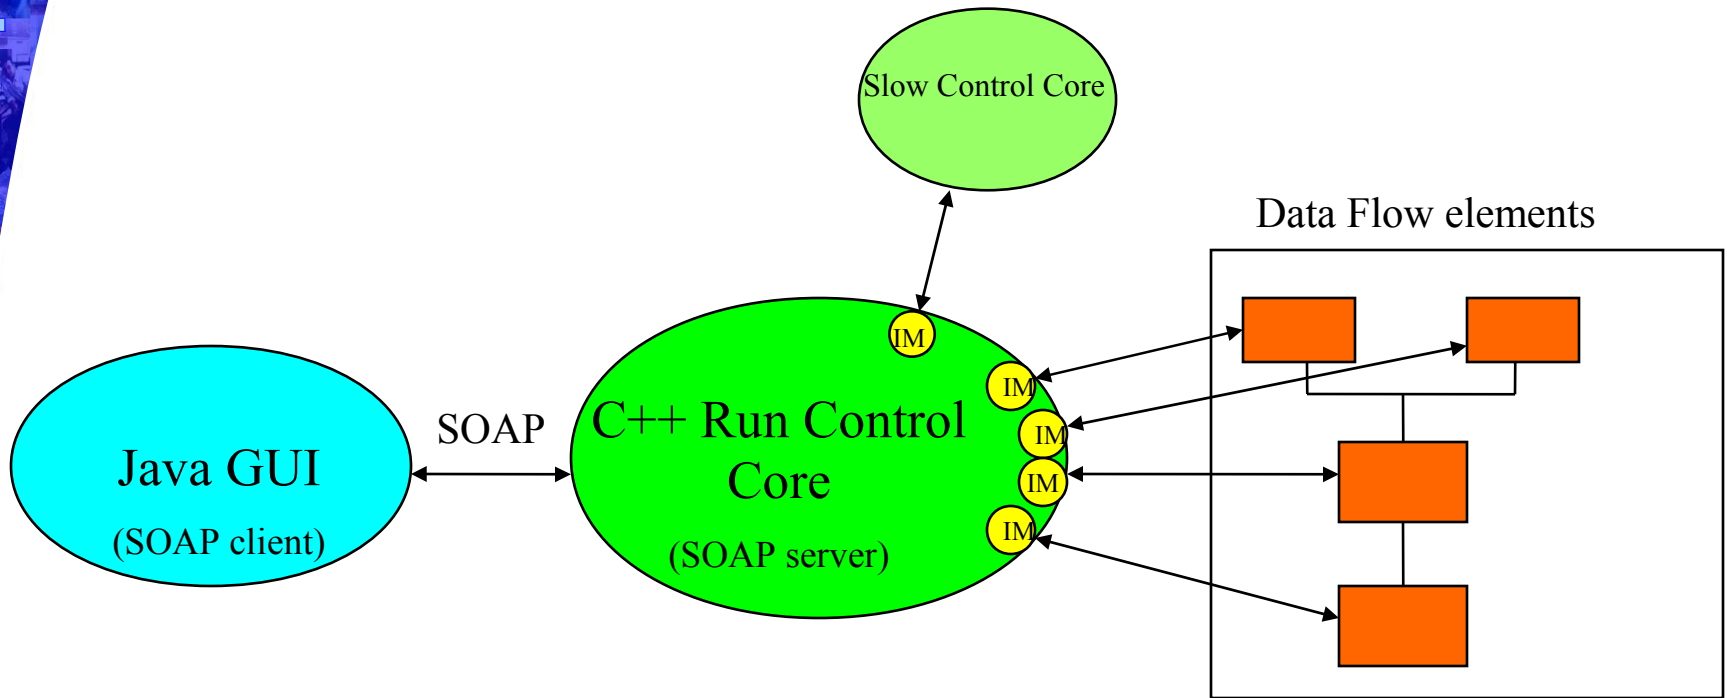 Slow Control Core
Data Flow elements
IM
IM
C++ Run Control
SOAP
IM
Java GUI
Core
IM
(SOAP client)
IM
(SOAP server)